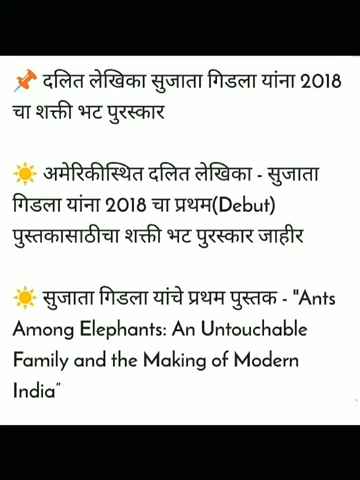 📌 दलित लेखिका सुजाता गिडला यांना 2018
चा शक्ती भट पुरस्कार
☀️ अमेरिकीस्थित दलित लेखिका - सुजाता
गिडला यांना 2018 चा प्रथम(Debut)
पुस्तकासाठीचा शक्ती भट पुरस्कार जाहीर
☀️ सुजाता गिडला यांचे प्रथम पुस्तक - "Ants
Among Elephants: An Untouchable
Family and the Making of Modern
India”